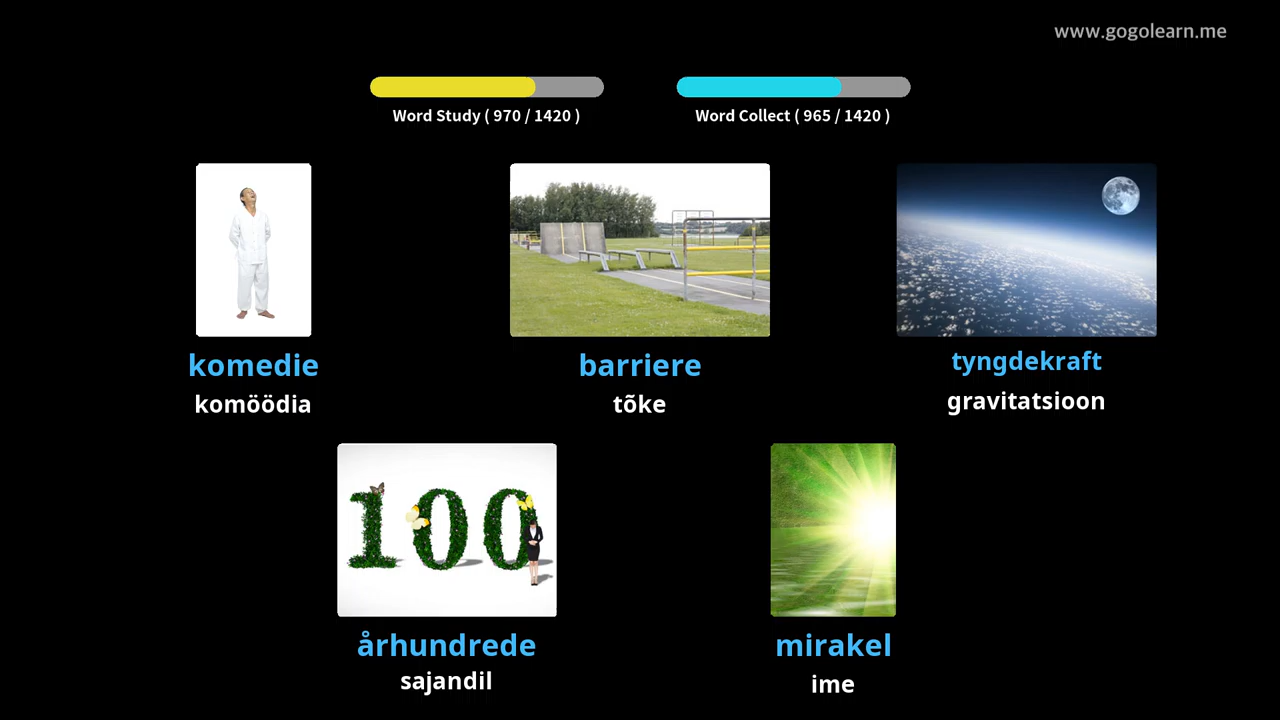 www.gogolearn.me
Word Study ( 970 / 1420 )
Word Collect ( 965 / 1420 )
komedie
komöödia
barriere
tõke
tyngdekraft
gravitatsioon
100
århundrede
sajandil
mirakel
ime